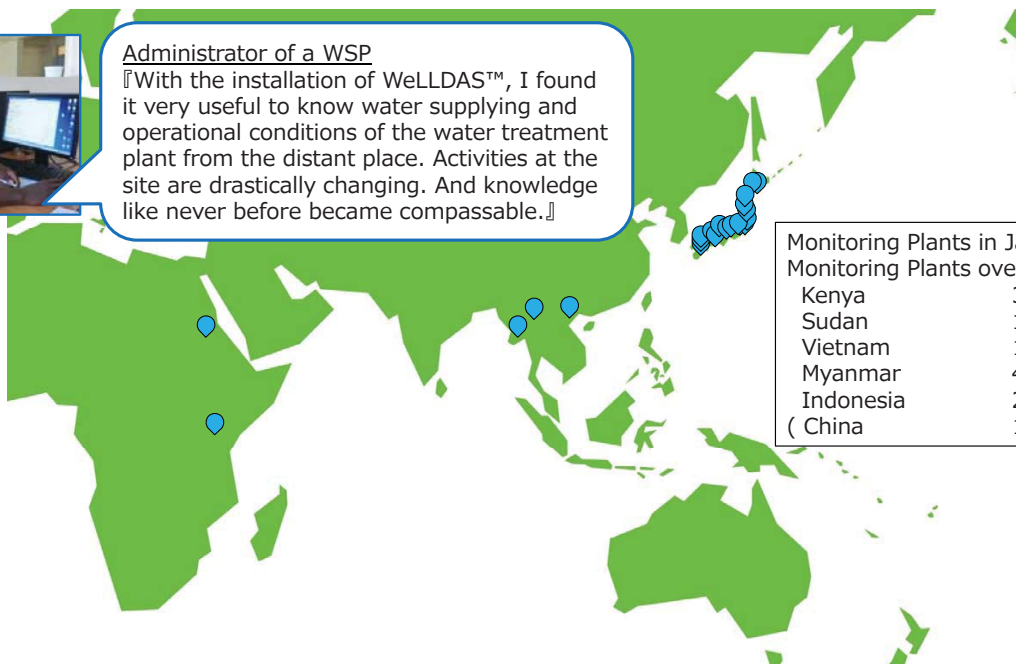 Administrator of a WSP
『With the installation of WeLLDAS™, I found
it very useful to know water supplying and
operational conditions of the water treatment
plant from the distant place. Activities at the
site are drastically changing. And knowledge
like never before became compassable.』
Monitoring Plants in
Monitoring Plants
Kenya
Sudan
Vietnam
Myanmar
Indonesia
( China